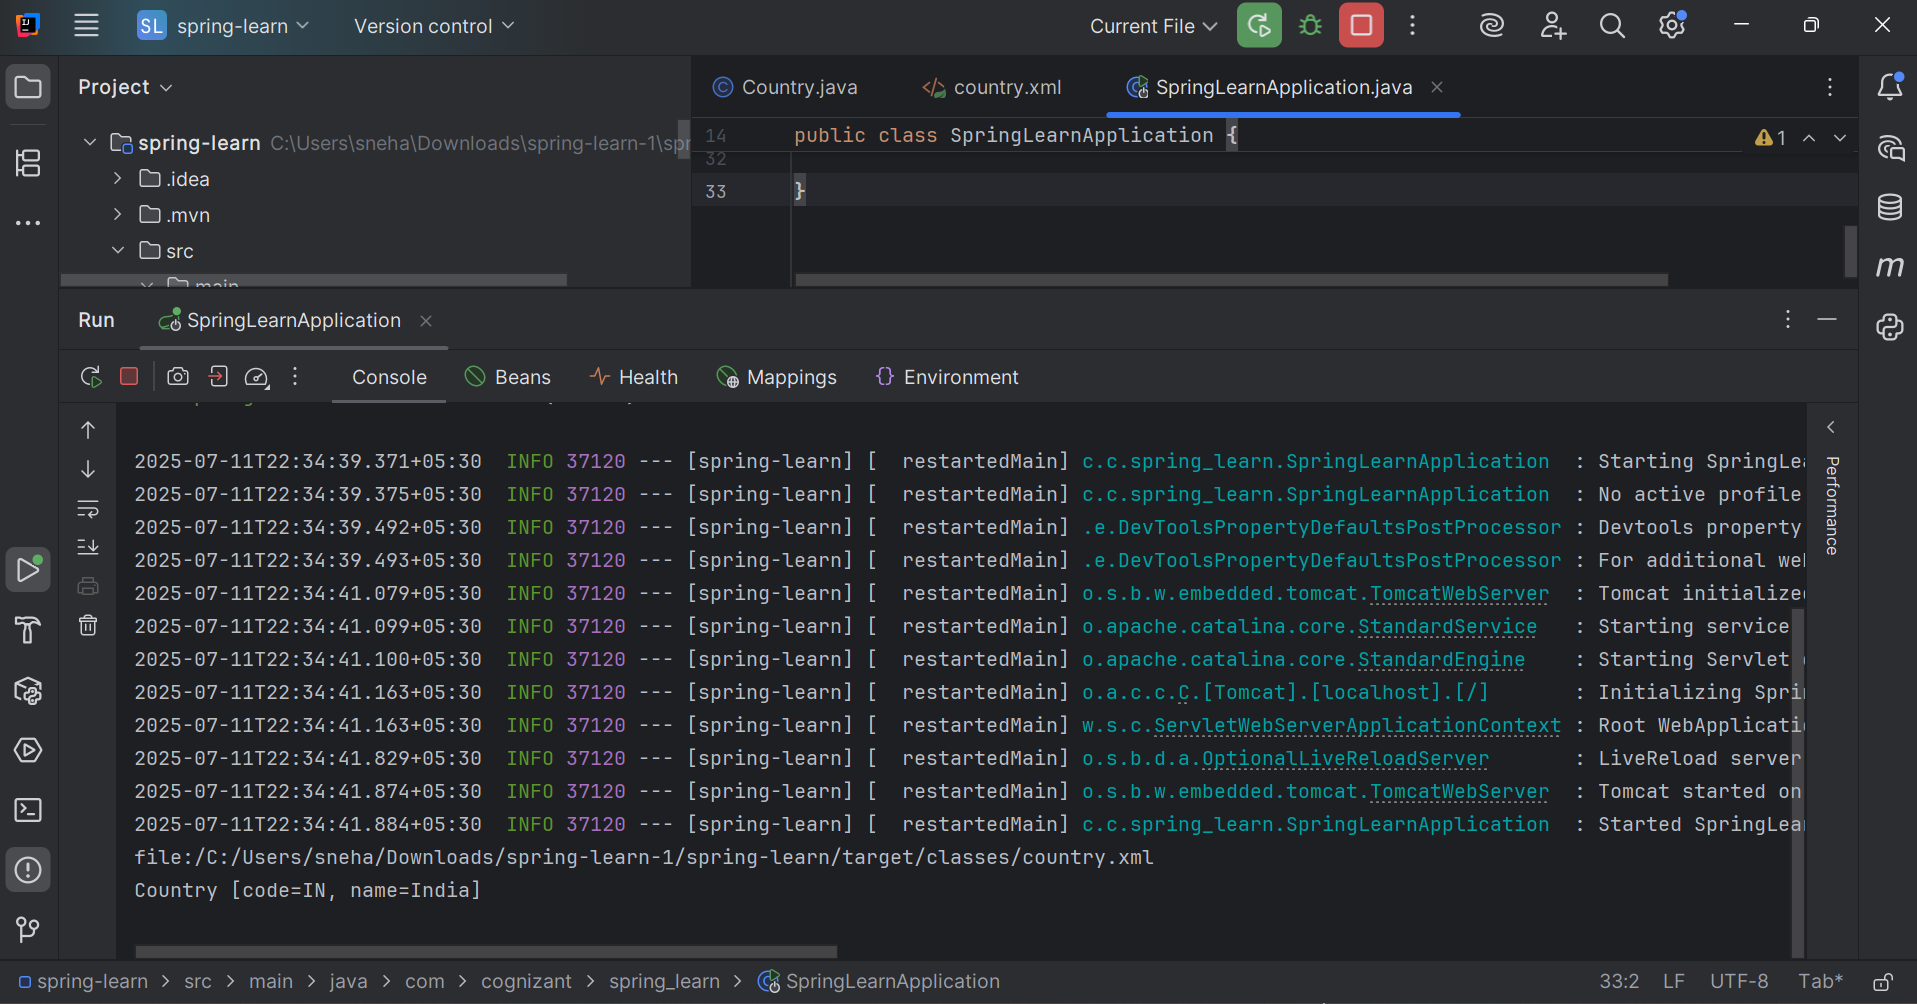 SL spring-learn Version control Current File
Project
Country.java country.xml SpringLearnApplication.java
spring-learn C:\Users\sneha\Downloads\spring-learn-1\spr
14 public class SpringLearnApplication { 1
32
.idea
33 }
.mvn
src
main
Run SpringLearnApplication
Console Beans Health Mappings Environment
2025-07-11T22:34:39.371+05:30 INFO 37120 --- [spring-learn] [ restartedMain] c.c.spring_learn.SpringLearnApplication : Starting SpringLea
2025-07-11T22:34:39.375+05:30 INFO 37120 --- [spring-learn] [ restartedMain] c.c.spring_learn.SpringLearnApplication : No active profile
2025-07-11T22:34:39.492+05:30 INFO 37120 --- [spring-learn] [ restartedMain] .e.DevToolsPropertyDefaultsPostProcessor : Devtools property
2025-07-11T22:34:39.493+05:30 INFO 37120 --- [spring-learn] [ restartedMain] .e.DevToolsPropertyDefaultsPostProcessor : For additional web
2025-07-11T22:34:41.079+05:30 INFO 37120 --- [spring-learn] [ restartedMain] o.s.b.w.embedded.tomcat.TomcatWebServer : Tomcat initialized
2025-07-11T22:34:41.099+05:30 INFO 37120 --- [spring-learn] [ restartedMain] o.apache.catalina.core.StandardService : Starting service
2025-07-11T22:34:41.100+05:30 INFO 37120 --- [spring-learn] [ restartedMain] o.apache.catalina.core.StandardEngine : Starting Servlet
2025-07-11T22:34:41.163+05:30 INFO 37120 --- [spring-learn] [ restartedMain] o.a.c.c.C.[Tomcat].[localhost].[/] : Initializing Spri
2025-07-11T22:34:41.163+05:30 INFO 37120 --- [spring-learn] [ restartedMain] w.s.c.ServletWebServerApplicationContext : Root WebApplicati
2025-07-11T22:34:41.829+05:30 INFO 37120 --- [spring-learn] [ restartedMain] o.s.b.d.a.OptionalLiveReloadServer : LiveReload server
2025-07-11T22:34:41.874+05:30 INFO 37120 --- [spring-learn] [ restartedMain] o.s.b.w.embedded.tomcat.TomcatWebServer : Tomcat started on
2025-07-11T22:34:41.884+05:30 INFO 37120 --- [spring-learn] [ restartedMain] c.c.spring_learn.SpringLearnApplication : Started SpringLear
file:/C:/Users/sneha/Downloads/spring-learn-1/spring-learn/target/classes/country.xml
Country [code=IN, name=India]
Performance
spring-learn > src > main > java > com > cognizant > spring_learn > SpringLearnApplication 33:2 LF UTF-8 Tab*